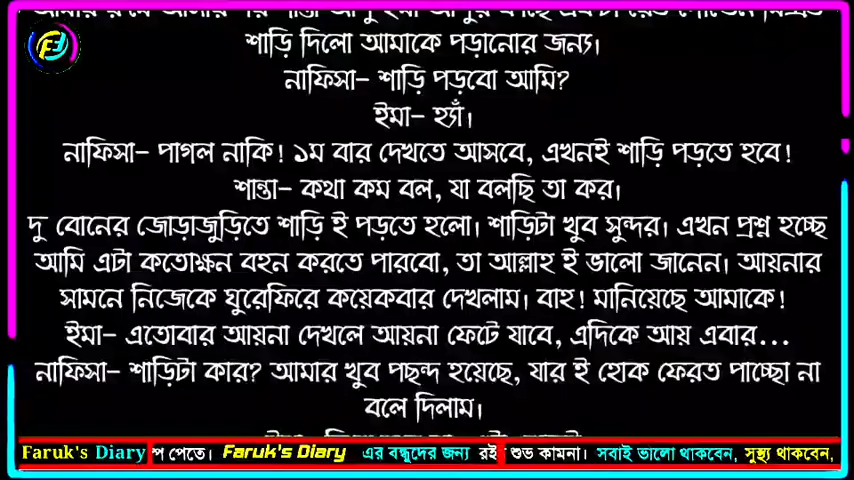 শাড়ি দিলো আমাকে পড়ানোর জন্য।
নাফিসা- শাড়ি পড়বো আমি?
ইমা- হ্যাঁ।
নাফিসা- পাগল নাকি! ১ম বার দেখতে আসবে, এখনই শাড়ি পড়তে হবে!
শান্তা- কথা কম বল, যা বলছি তা কর।
দু বোনের জোড়াজুড়িতে শাড়ি ই পড়তে হলো। শাড়িটা খুব সুন্দর। এখন প্রশ্ন হচ্ছে
আমি এটা কতোক্ষন বহন করতে পারবো, তা আল্লাহ ই ভালো জানেন। আয়নার
সামনে নিজেকে ঘুরেফিরে কয়েকবার দেখলাম। বাহ! মানিয়েছে আমাকে!
ইমা- এতোবার আয়না দেখলে আয়না ফেটে যাবে, এদিকে আয় এবার...
নাফিসা- শাড়িটা কার? আমার খুব পছন্দ হয়েছে, যার ই হোক ফেরত পাচ্ছো না
বলে দিলাম।
Faruk's Diary প পেতে। Faruk's Diary এর বন্ধুদের জন্য রই শুভ কামনা। সবাই ভালো থাকবেন, সুস্থ্য থাকবেন,